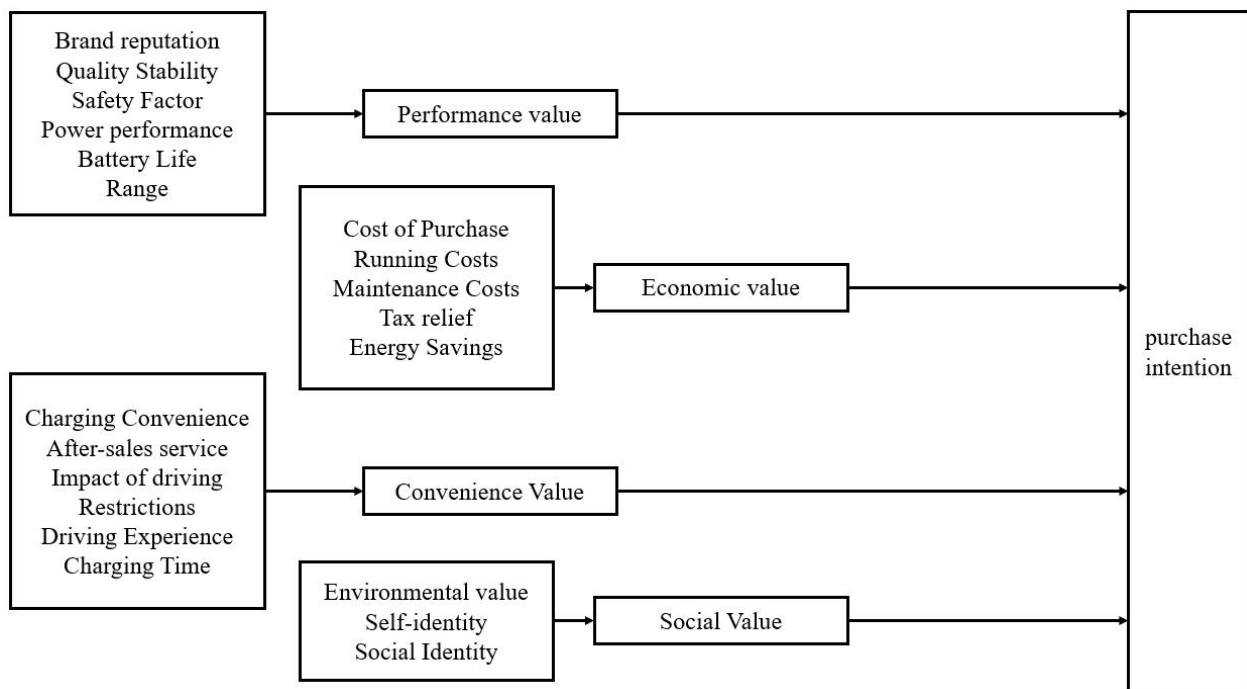 Brand reputation
Quality Stability
Safety Factor
Power performance
Battery Life
Range
Performance value
Cost of Purchase
Running Costs
Maintenance Costs
Tax relief
Energy Savings
Economic value
purchase
intention
Charging Convenience
After-sales service
Impact of driving
Restrictions
Driving Experience
Charging Time
Convenience Value
Environmental value
Self-identity
Social Identity
Social Value